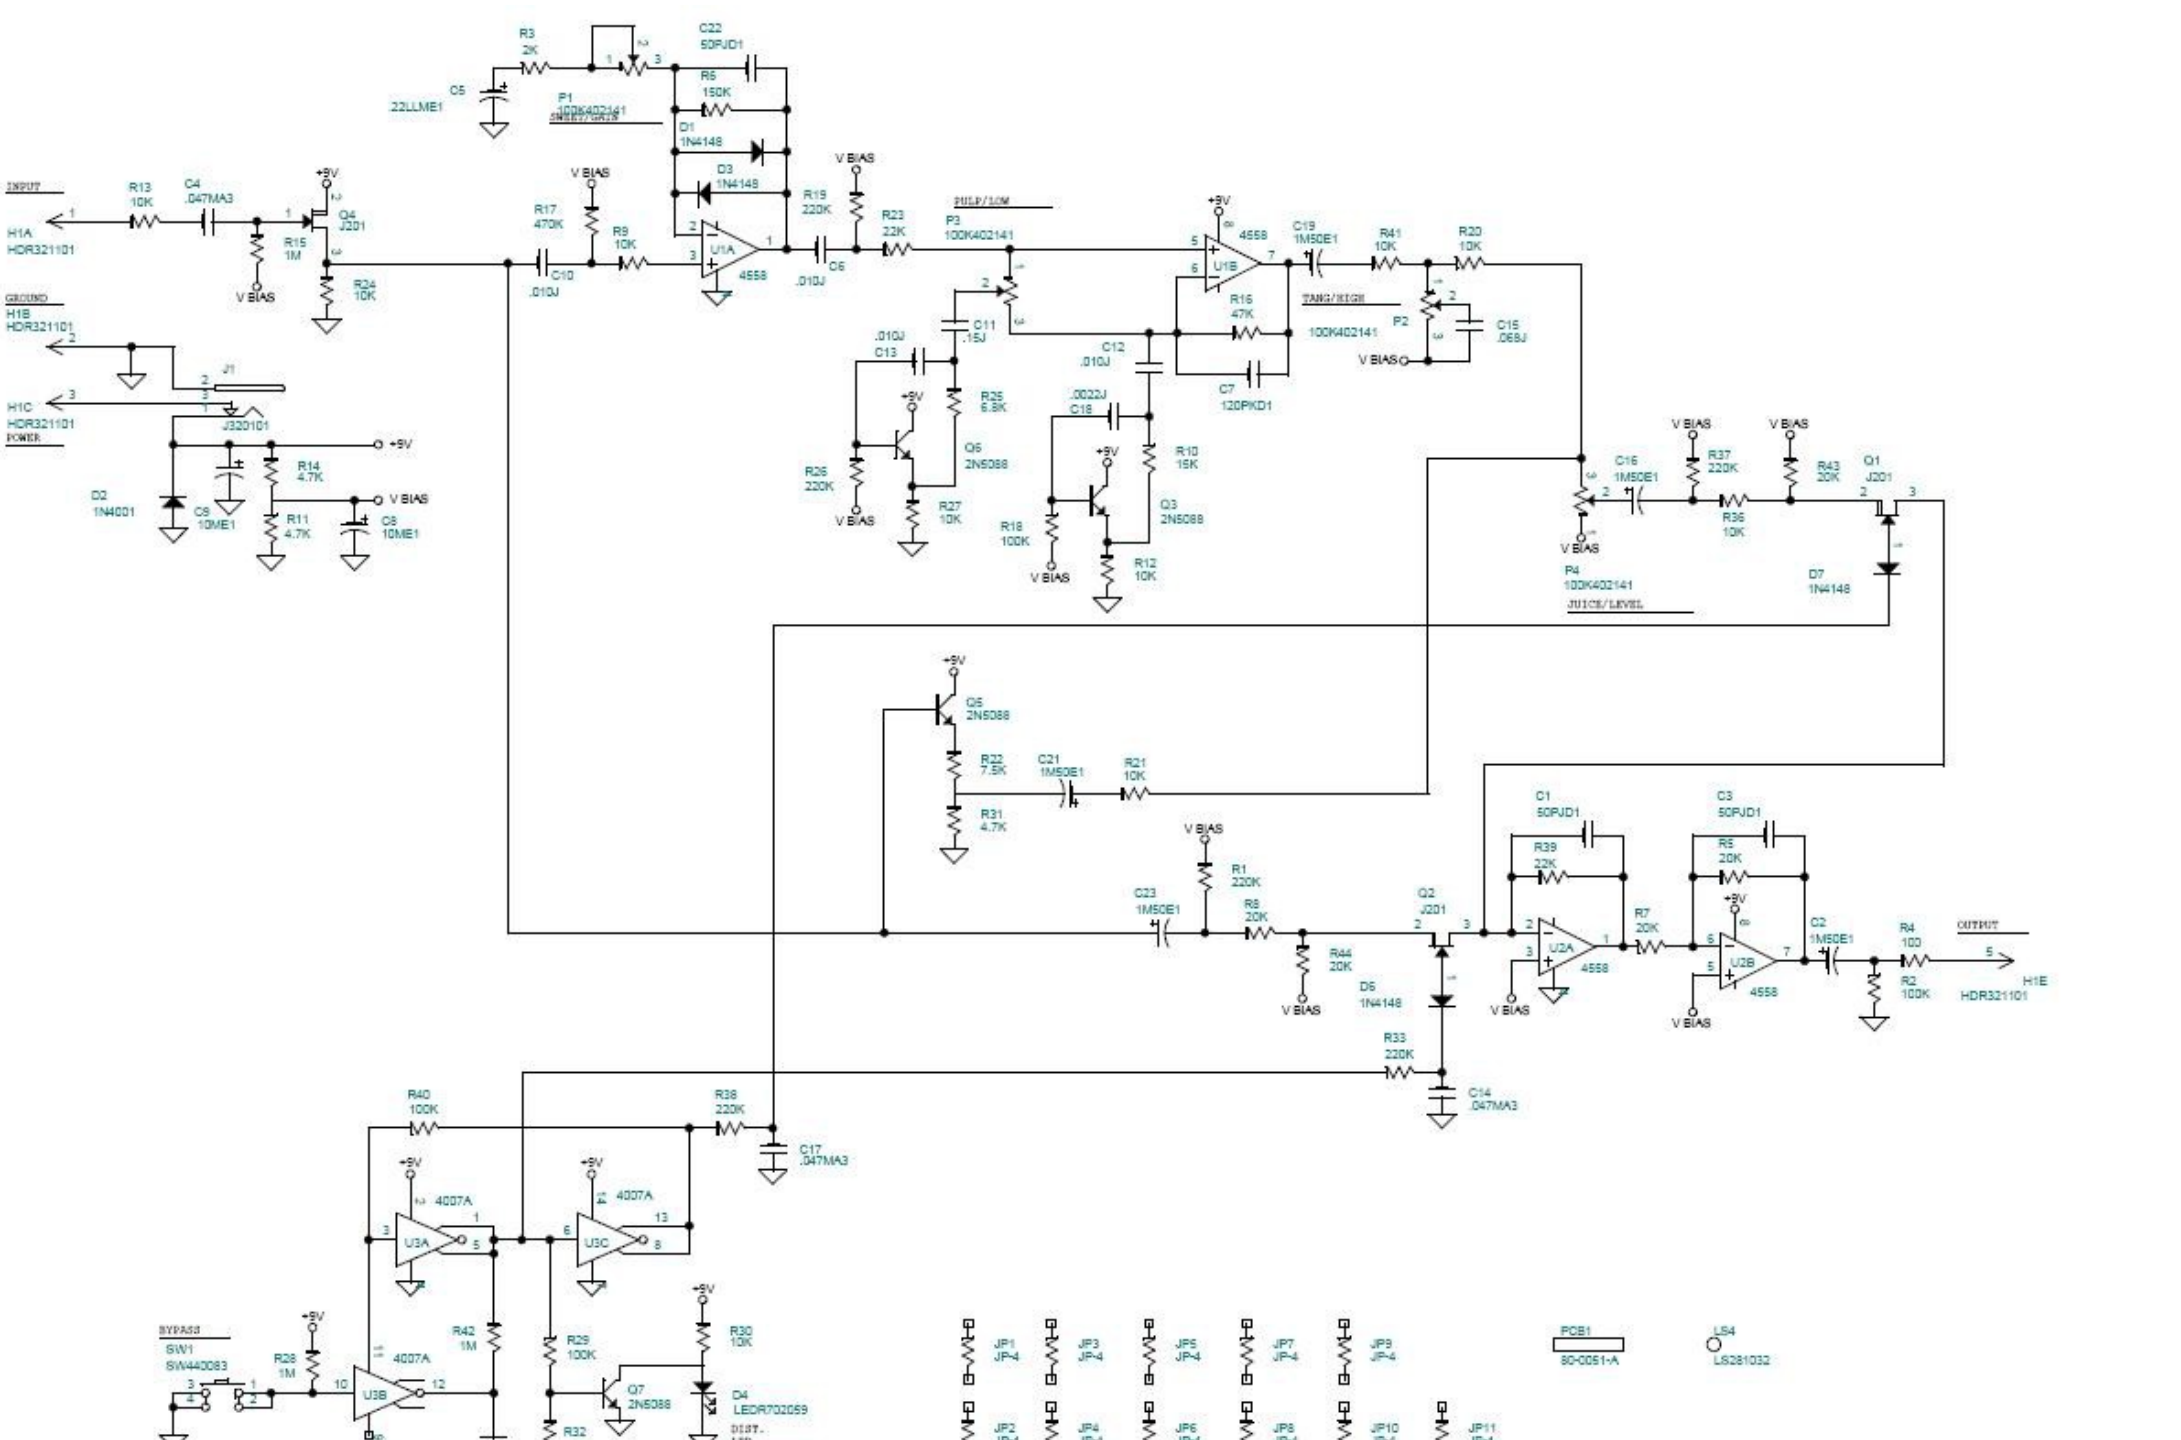 R3
2K
C22
50PJD1
C5
.22LLME1
P1
100K402141
SWEET/GAIN
R6
150K
D1
1N4148
D3
1N4148
V BIAS
INPUT
1
H1A
HDR321101
R13
10K
C4
.047MA3
+9V
Q4
J201
R15
1M
V BIAS
R24
10K
V BIAS
R17
470K
C10
.010J
R9
10K
U1A
4558
C6
.010J
R19
220K
V BIAS
R23
22K
PULP/LOW
P3
100K402141
+9V
4558
U1B
C19
1M50E1
R41
10K
R20
10K
GROUND
H1B
HDR321101
2
J1
H1C
HDR321101
POWER
3
J320101
+9V
D2
1N4001
C9
10ME1
R14
4.7K
V BIAS
R11
4.7K
C8
10ME1
C11
.15J
.010J
C13
R25
6.8K
+9V
Q6
2N5088
R26
220K
V BIAS
R27
10K
C12
.010J
.0022J
C18
R10
15K
+9V
Q3
2N5088
R18
100K
V BIAS
R12
10K
R16
47K
C7
120PKD1
TANG/HIGH
100K402141
P2
C15
.068J
V BIAS
V BIAS
V BIAS
C16
1M50E1
R37
220K
R43
20K
Q1
J201
R36
10K
V BIAS
P4
100K402141
JUICE/LEVEL
D7
1N4148
+9V
Q5
2N5088
R22
7.5K
C21
1M50E1
R21
10K
R31
4.7K
V BIAS
R1
220K
C23
1M50E1
R8
20K
R44
20K
V BIAS
Q2
J201
D6
1N4148
C1
50PJD1
R39
22K
U2A
4558
V BIAS
R7
20K
C3
50PJD1
R5
20K
+9V
U2B
4558
V BIAS
C2
1M50E1
R4
100
R2
100K
OUTPUT
5
H1E
HDR321101
R33
220K
C14
.047MA3
R40
100K
R38
220K
C17
.047MA3
+9V
4007A
U3A
+9V
4007A
U3C
BYPASS
SW1
SW440083
+9V
R28
1M
4007A
U3B
R42
1M
R29
100K
+9V
R30
10K
Q7
2N5088
D4
LEDR702059
DIST.
R32
JP1
JP-4
JP3
JP-4
JP5
JP-4
JP7
JP-4
JP9
JP-4
PCB1
80-0051-A
LS4
LS281032
JP2
JP4
JP6
JP8
JP10
JP11